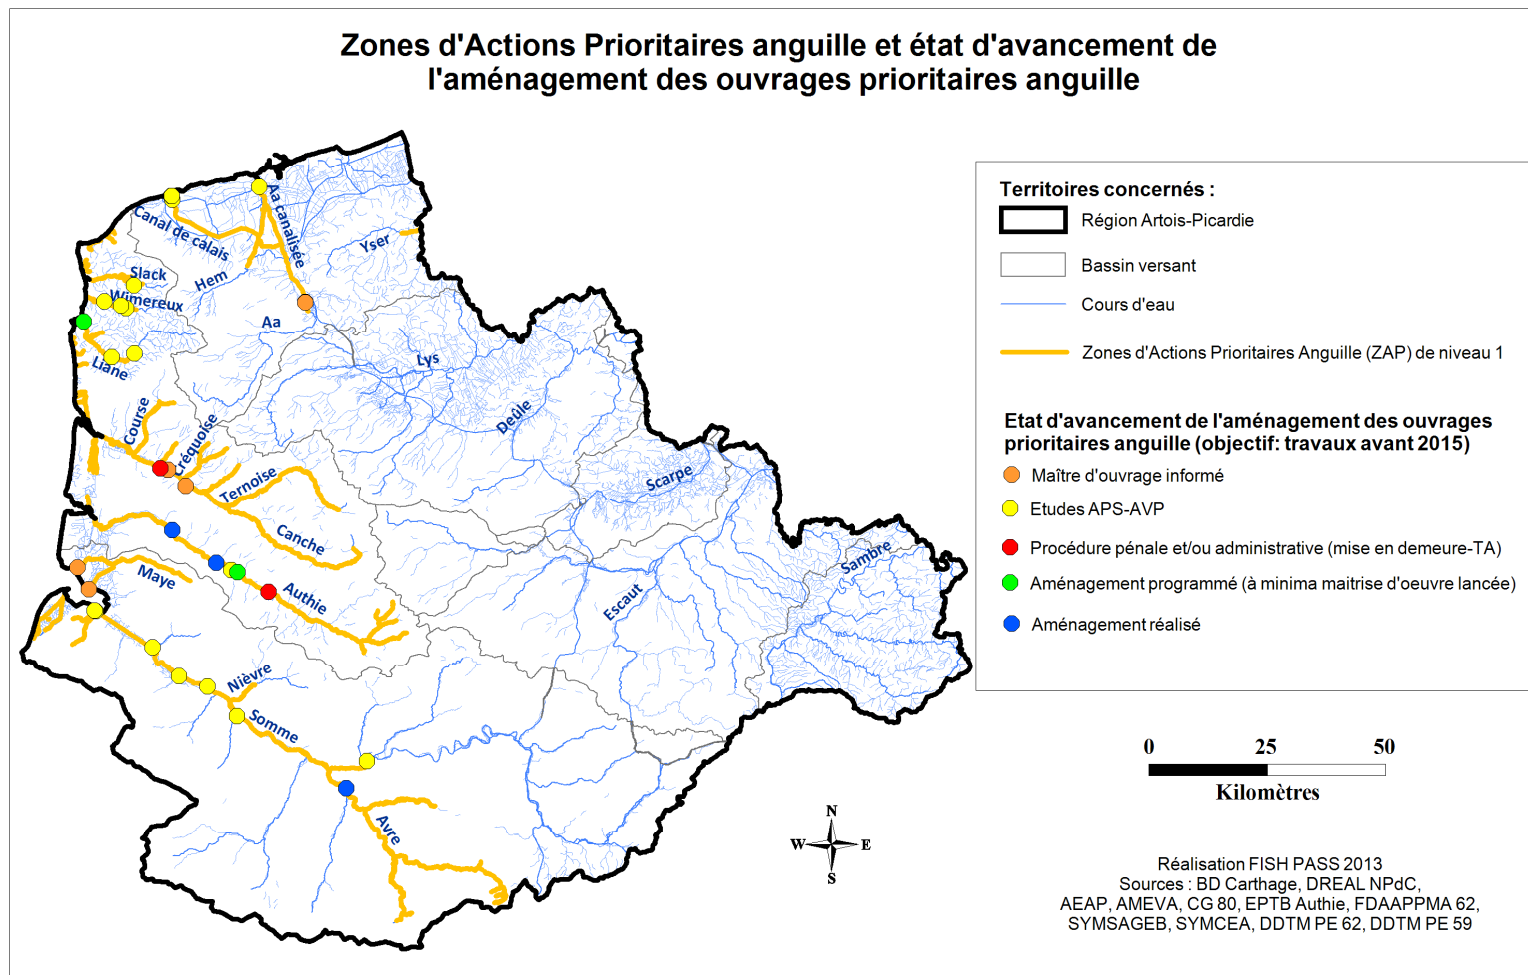 Zones d'Actions Prioritaires anguille et état d'avancement de
l'aménagement des ouvrages prioritaires anguille
Aa canalisée
Canal de calais
Yser
Hem
Slack
Wimereux
Aa
Lys
Liane
Course
Créquoise
Deûle
Ternoise
Scarpe
Canche
Sambre
Maye
Authie
Escaut
Nièvre
Somme
Avre
Territoires concernés :
Région Artois-Picardie
Bassin versant
Cours d'eau
Zones d'Actions Prioritaires Anguille (ZAP) de niveau 1
Etat d'avancement de l'aménagement des ouvrages
prioritaires anguille (objectif: travaux avant 2015)
Maître d'ouvrage informé
Etudes APS-AVP
Procédure pénale et/ou administrative (mise en demeure-TA)
Aménagement programmé (à minima maitrise d'oeuvre lancée)
Aménagement réalisé
0 25 50
Kilomètres
N
W E
S
Réalisation FISH PASS 2013
Sources : BD Carthage, DREAL NPdC,
AEAP, AMEVA, CG 80, EPTB Authie, FDAAPPMA 62,
SYMSAGEB, SYMCEA, DDTM PE 62, DDTM PE 59